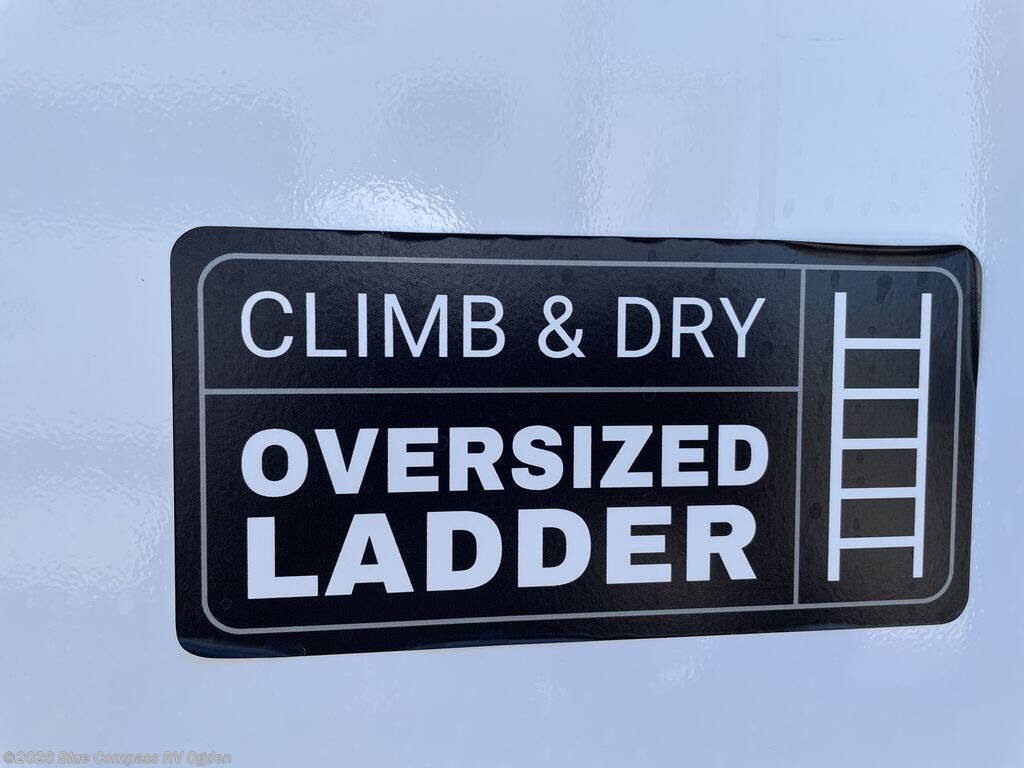 CLIMB & DRY
OVERSIZED
LADDER
©2026 Blue Compass RV Ogden